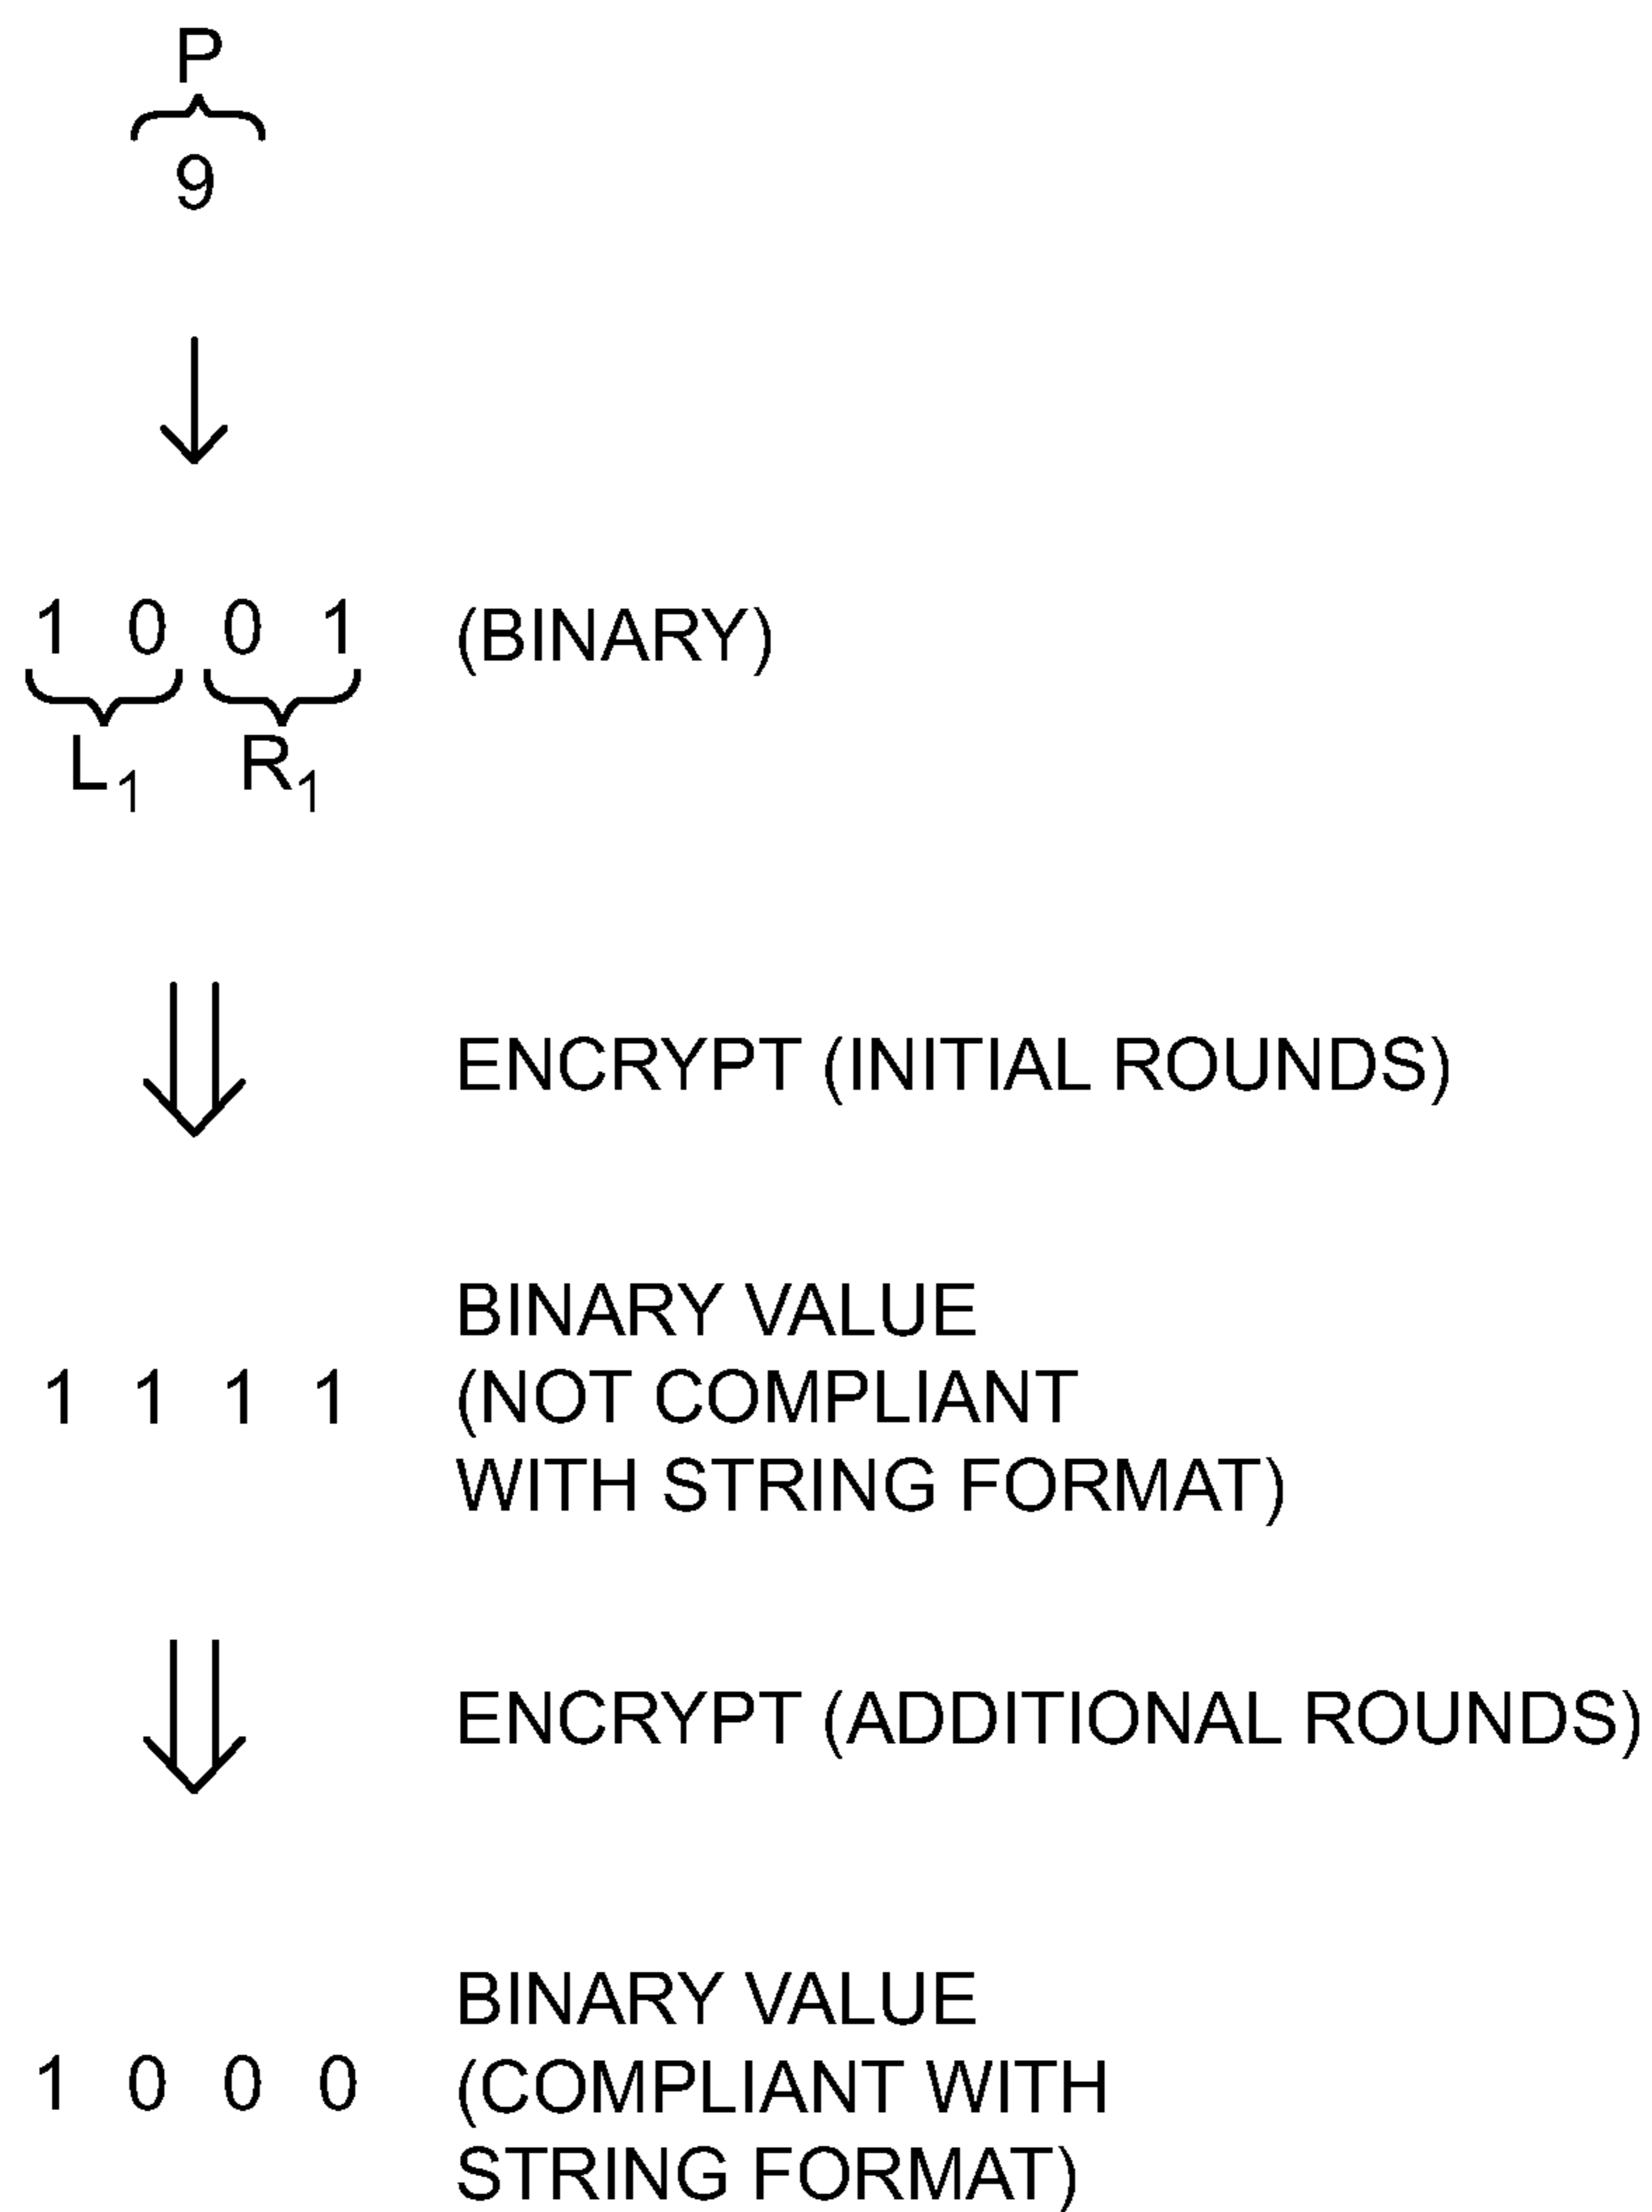 P
9
1 0 0 1 (BINARY)
L1 R1
ENCRYPT (INITIAL ROUNDS)
BINARY VALUE
1 1 1 1 (NOT COMPLIANT
WITH STRING FORMAT)
ENCRYPT (ADDITIONAL ROUNDS)
BINARY VALUE
1 0 0 0 (COMPLIANT WITH
STRING FORMAT)